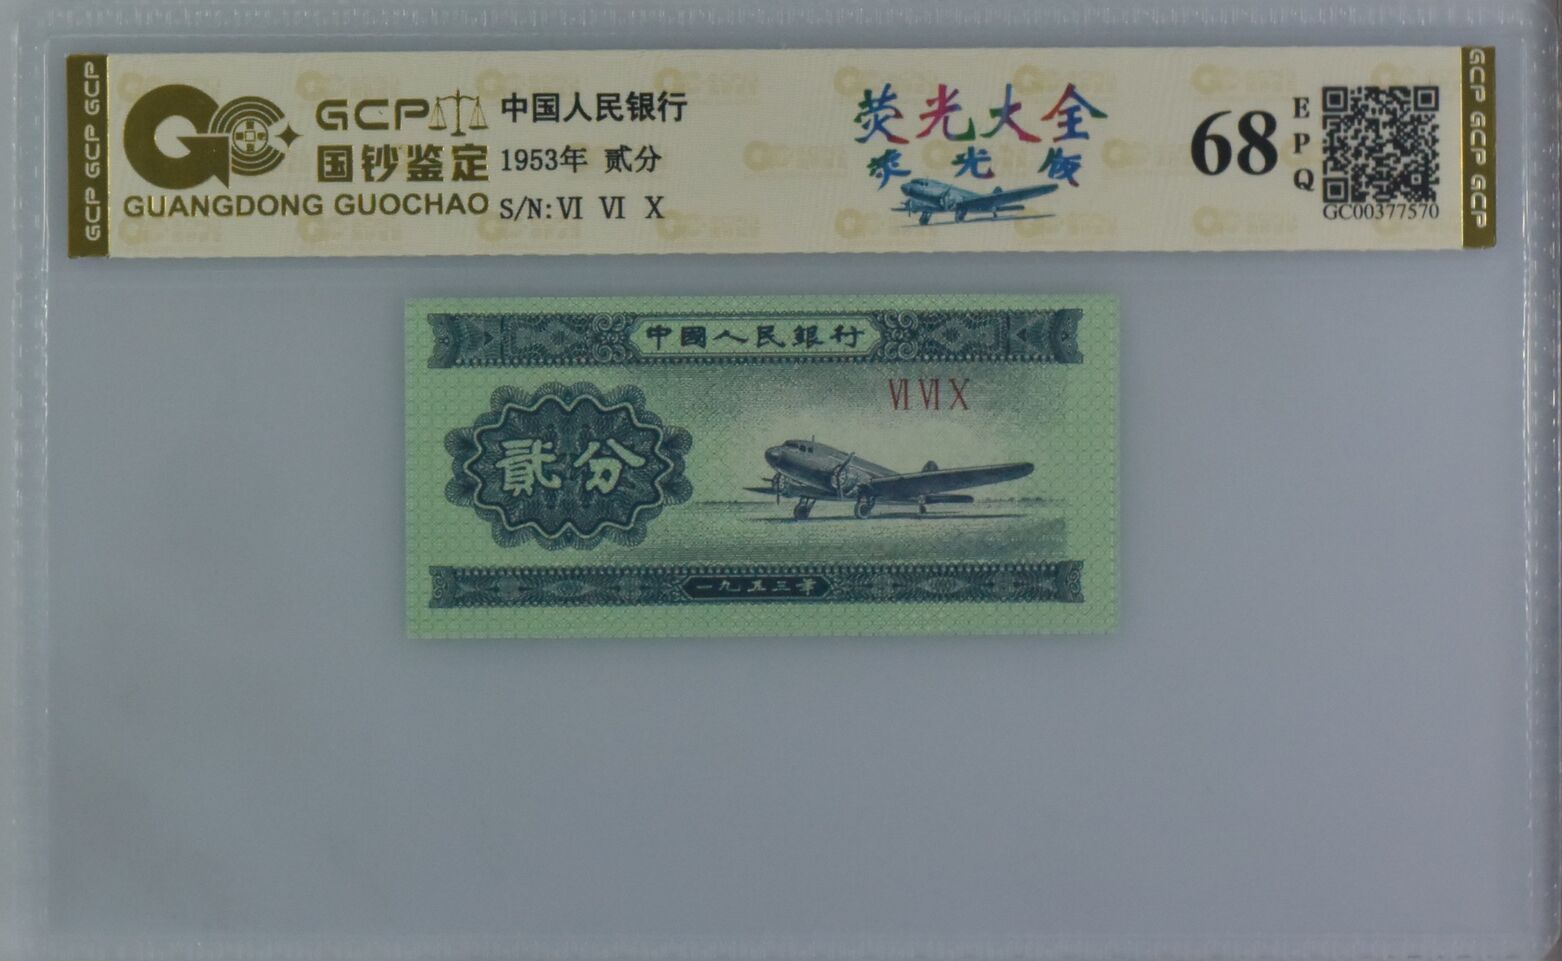 GCP GCP GCP
GCP
国钞鉴定
GUANGDONG GUOCHAO
中国人民银行
1953年 贰分
S/N:Ⅵ Ⅵ Ⅹ
荧光大全
荧光版
68
EPQ
GC00377570
GCP GCP GCP
中國人民銀行
ⅥⅥⅩ
貳分
一九五三年